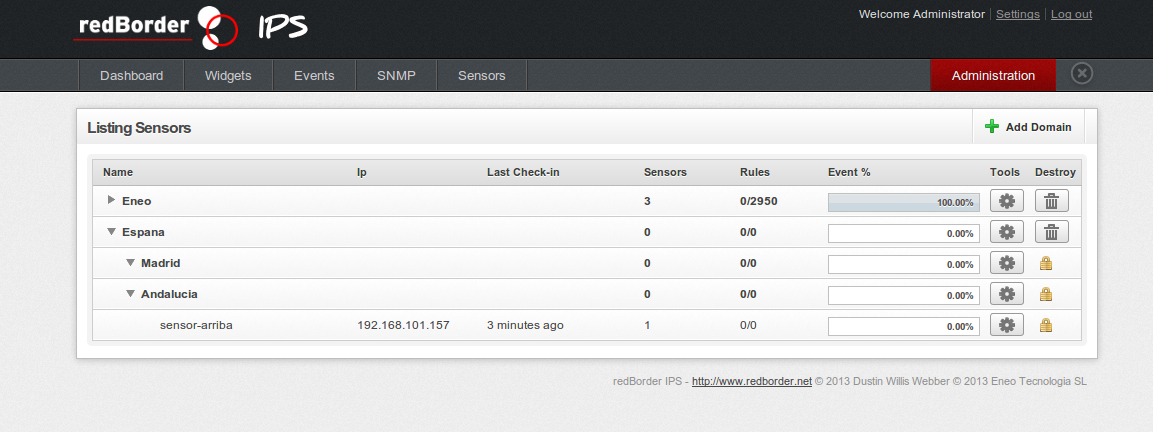 redBorder IPS
Welcome Administrator | Settings | Log out
Dashboard Widgets Events SNMP Sensors Administration
Listing Sensors Add Domain
Name Ip Last Check-in Sensors Rules Event % Tools Destroy
Eneo 3 0/2950 100.00%
Espana 0 0/0 0.00%
Madrid 0 0/0 0.00%
Andalucia 0 0/0 0.00%
sensor-arriba 192.168.101.157 3 minutes ago 1 0/0 0.00%
redBorder IPS - http://www.redborder.net © 2013 Dustin Willis Webber © 2013 Eneo Tecnologia SL